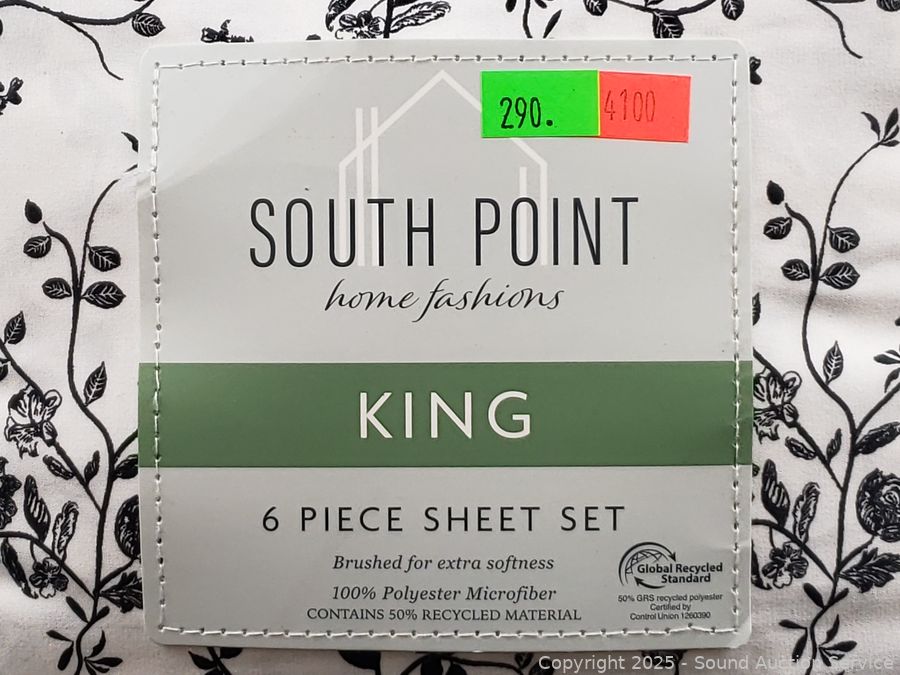 290. 4100
SOUTH POINT
home fashions
KING
6 PIECE SHEET SET
Brushed for extra softness
100% Polyester Microfiber
CONTAINS 50% RECYCLED MATERIAL
Global Recycled
Standard
50% GRS recycled polyester
Certified by
Control Union 1260390
Copyright 2025 - Sound Auction Service